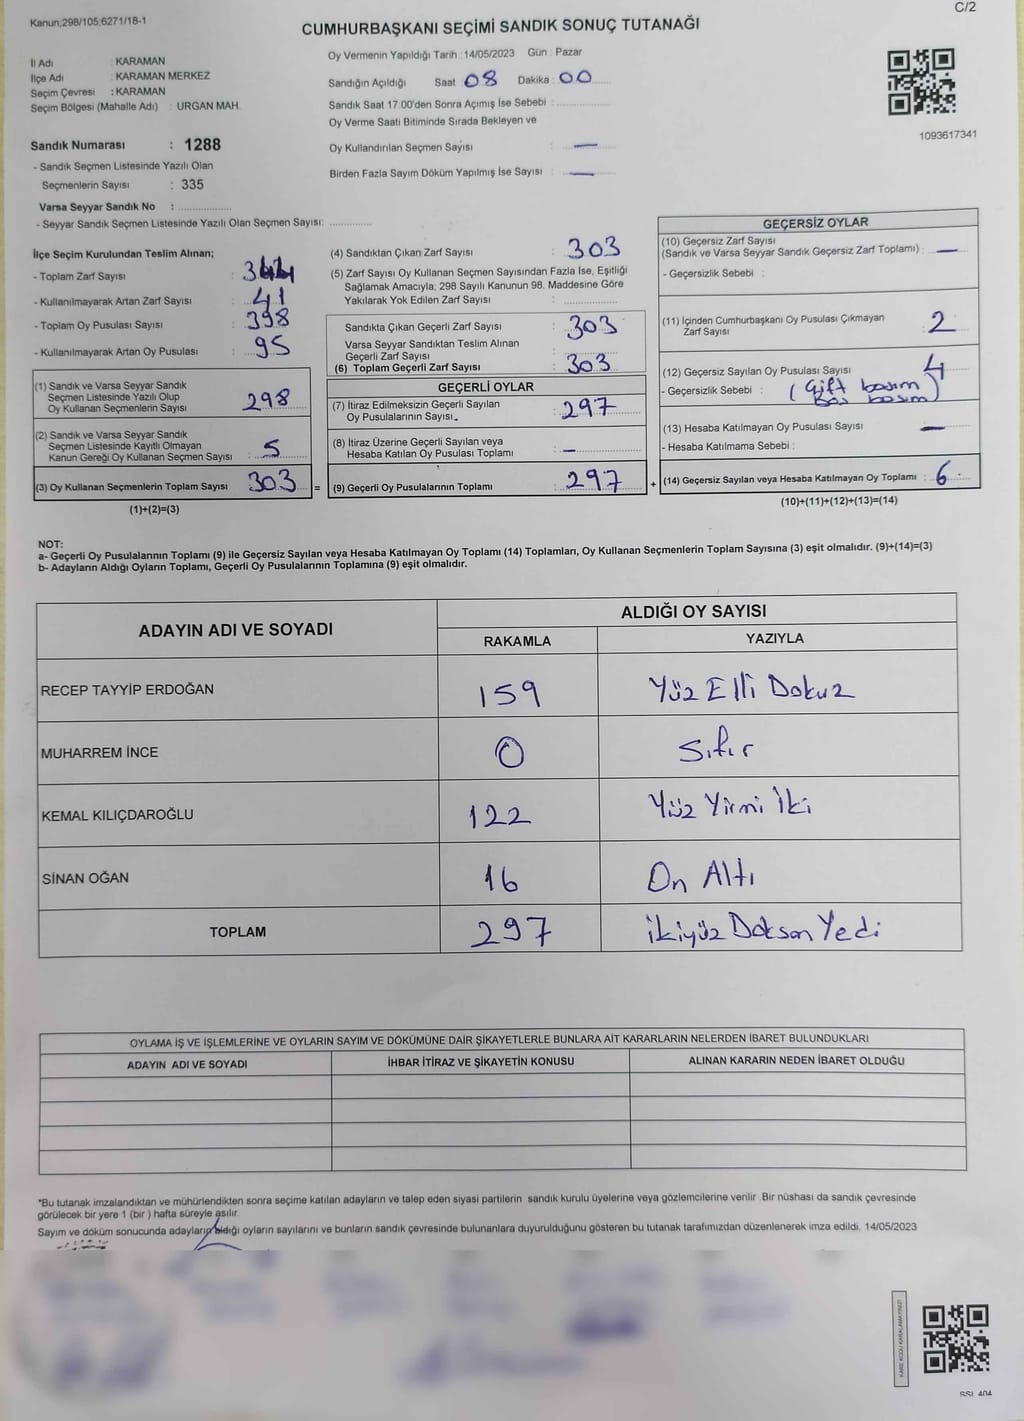 Kanun;298/105;6271/18-1
C/2
CUMHURBAŞKANI SEÇİMİ SANDIK SONUÇ TUTANAĞI
İl Adı : KARAMAN
İlçe Adı : KARAMAN MERKEZ
Seçim Çevresi : KARAMAN
Seçim Bölgesi (Mahalle Adı) : URGAN MAH.
Sandık Numarası : 1288
- Sandık Seçmen Listesinde Yazılı Olan
Seçmenlerin Sayısı : 335
Varsa Seyyar Sandık No :
- Seyyar Sandık Seçmen Listesinde Yazılı Olan Seçmen Sayısı:
Oy Vermenin Yapıldığı Tarih : 14/05/2023 Gün : Pazar
Sandığın Açıldığı Saat 08 Dakika : 00
Sandık Saat 17:00'den Sonra Açımış İse Sebebi :
Oy Verme Saati Bitiminde Sırada Bekleyen ve
Oy Kullandırılan Seçmen Sayısı : —
Birden Fazla Sayım Döküm Yapılmış İse Sayısı : —
1093617341
İlçe Seçim Kurulundan Teslim Alınan;
- Toplam Zarf Sayısı : 344
- Kullanılmayarak Artan Zarf Sayısı : 41
- Toplam Oy Pusulası Sayısı : 398
- Kullanılmayarak Artan Oy Pusulası : 95
(1) Sandık ve Varsa Seyyar Sandık
Seçmen Listesinde Yazılı Olup
Oy Kullanan Seçmenlerin Sayısı : 298
(2) Sandık ve Varsa Seyyar Sandık
Seçmen Listesinde Kayıtlı Olmayan
Kanun Gereği Oy Kullanan Seçmen Sayısı : 5
(3) Oy Kullanan Seçmenlerin Toplam Sayısı : 303 =
(1)+(2)=(3)
(4) Sandıktan Çıkan Zarf Sayısı : 303
(5) Zarf Sayısı Oy Kullanan Seçmen Sayısından Fazla İse, Eşitliği
Sağlamak Amacıyla; 298 Sayılı Kanunun 98. Maddesine Göre
Yakılarak Yok Edilen Zarf Sayısı :
Sandıkta Çıkan Geçerli Zarf Sayısı : 303
Varsa Seyyar Sandıktan Teslim Alınan
Geçerli Zarf Sayısı :
(6) Toplam Geçerli Zarf Sayısı : 303
GEÇERLİ OYLAR
(7) İtiraz Edilmeksizin Geçerli Sayılan
Oy Pusulalarının Sayısı : 297
(8) İtiraz Üzerine Geçerli Sayılan veya
Hesaba Katılan Oy Pusulası Toplamı : —
(9) Geçerli Oy Pusulalarının Toplamı : 297 +
GEÇERSİZ OYLAR
(10) Geçersiz Zarf Sayısı
(Sandık ve Varsa Seyyar Sandık Geçersiz Zarf Toplamı) : —
- Geçersizlik Sebebi :
(11) İçinden Cumhurbaşkanı Oy Pusulası Çıkmayan
Zarf Sayısı : 2
(12) Geçersiz Sayılan Oy Pusulası Sayısı : 4
- Geçersizlik Sebebi : (Çift basım
Boş basım)
(13) Hesaba Katılmayan Oy Pusulası Sayısı : —
- Hesaba Katılmama Sebebi :
(14) Geçersiz Sayılan veya Hesaba Katılmayan Oy Toplamı : 6
(10)+(11)+(12)+(13)=(14)
NOT:
a- Geçerli Oy Pusulalarının Toplamı (9) ile Geçersiz Sayılan veya Hesaba Katılmayan Oy Toplamı (14) Toplamları, Oy Kullanan Seçmenlerin Toplam Sayısına (3) eşit olmalıdır. (9)+(14)=(3)
b- Adayların Aldığı Oyların Toplamı, Geçerli Oy Pusulalarının Toplamına (9) eşit olmalıdır.
ADAYIN ADI VE SOYADI
ALDIĞI OY SAYISI
RAKAMLA YAZIYLA
RECEP TAYYİP ERDOĞAN 159 Yüz Elli Dokuz
MUHARREM İNCE 0 Sıfır
KEMAL KILIÇDAROĞLU 122 Yüz Yirmi İki
SİNAN OĞAN 16 On Altı
TOPLAM 297 İkiyüz Doksan Yedi
OYLAMA İŞ VE İŞLEMLERİNE VE OYLARIN SAYIM VE DÖKÜMÜNE DAİR ŞİKAYETLERLE BUNLARA AİT KARARLARIN NELERDEN İBARET BULUNDUKLARI
ADAYIN ADI VE SOYADI İHBAR İTİRAZ VE ŞİKAYETİN KONUSU ALINAN KARARIN NEDEN İBARET OLDUĞU
*Bu tutanak imzalandıktan ve mühürlendikten sonra seçime katılan adayların ve talep eden siyasi partilerin sandık kurulu üyelerine veya gözlemcilerine verilir .Bir nüshası da sandık çevresinde
görülecek bir yere 1 (bir ) hafta süreyle asılır.
Sayım ve döküm sonucunda adayların aldığı oyların sayılarını ve bunların sandık çevresinde bulunanlara duyurulduğunu gösteren bu tutanak tarafımızdan düzenlenerek imza edildi. 14/05/2023
KARE KODU KARALAMAYINIZ!